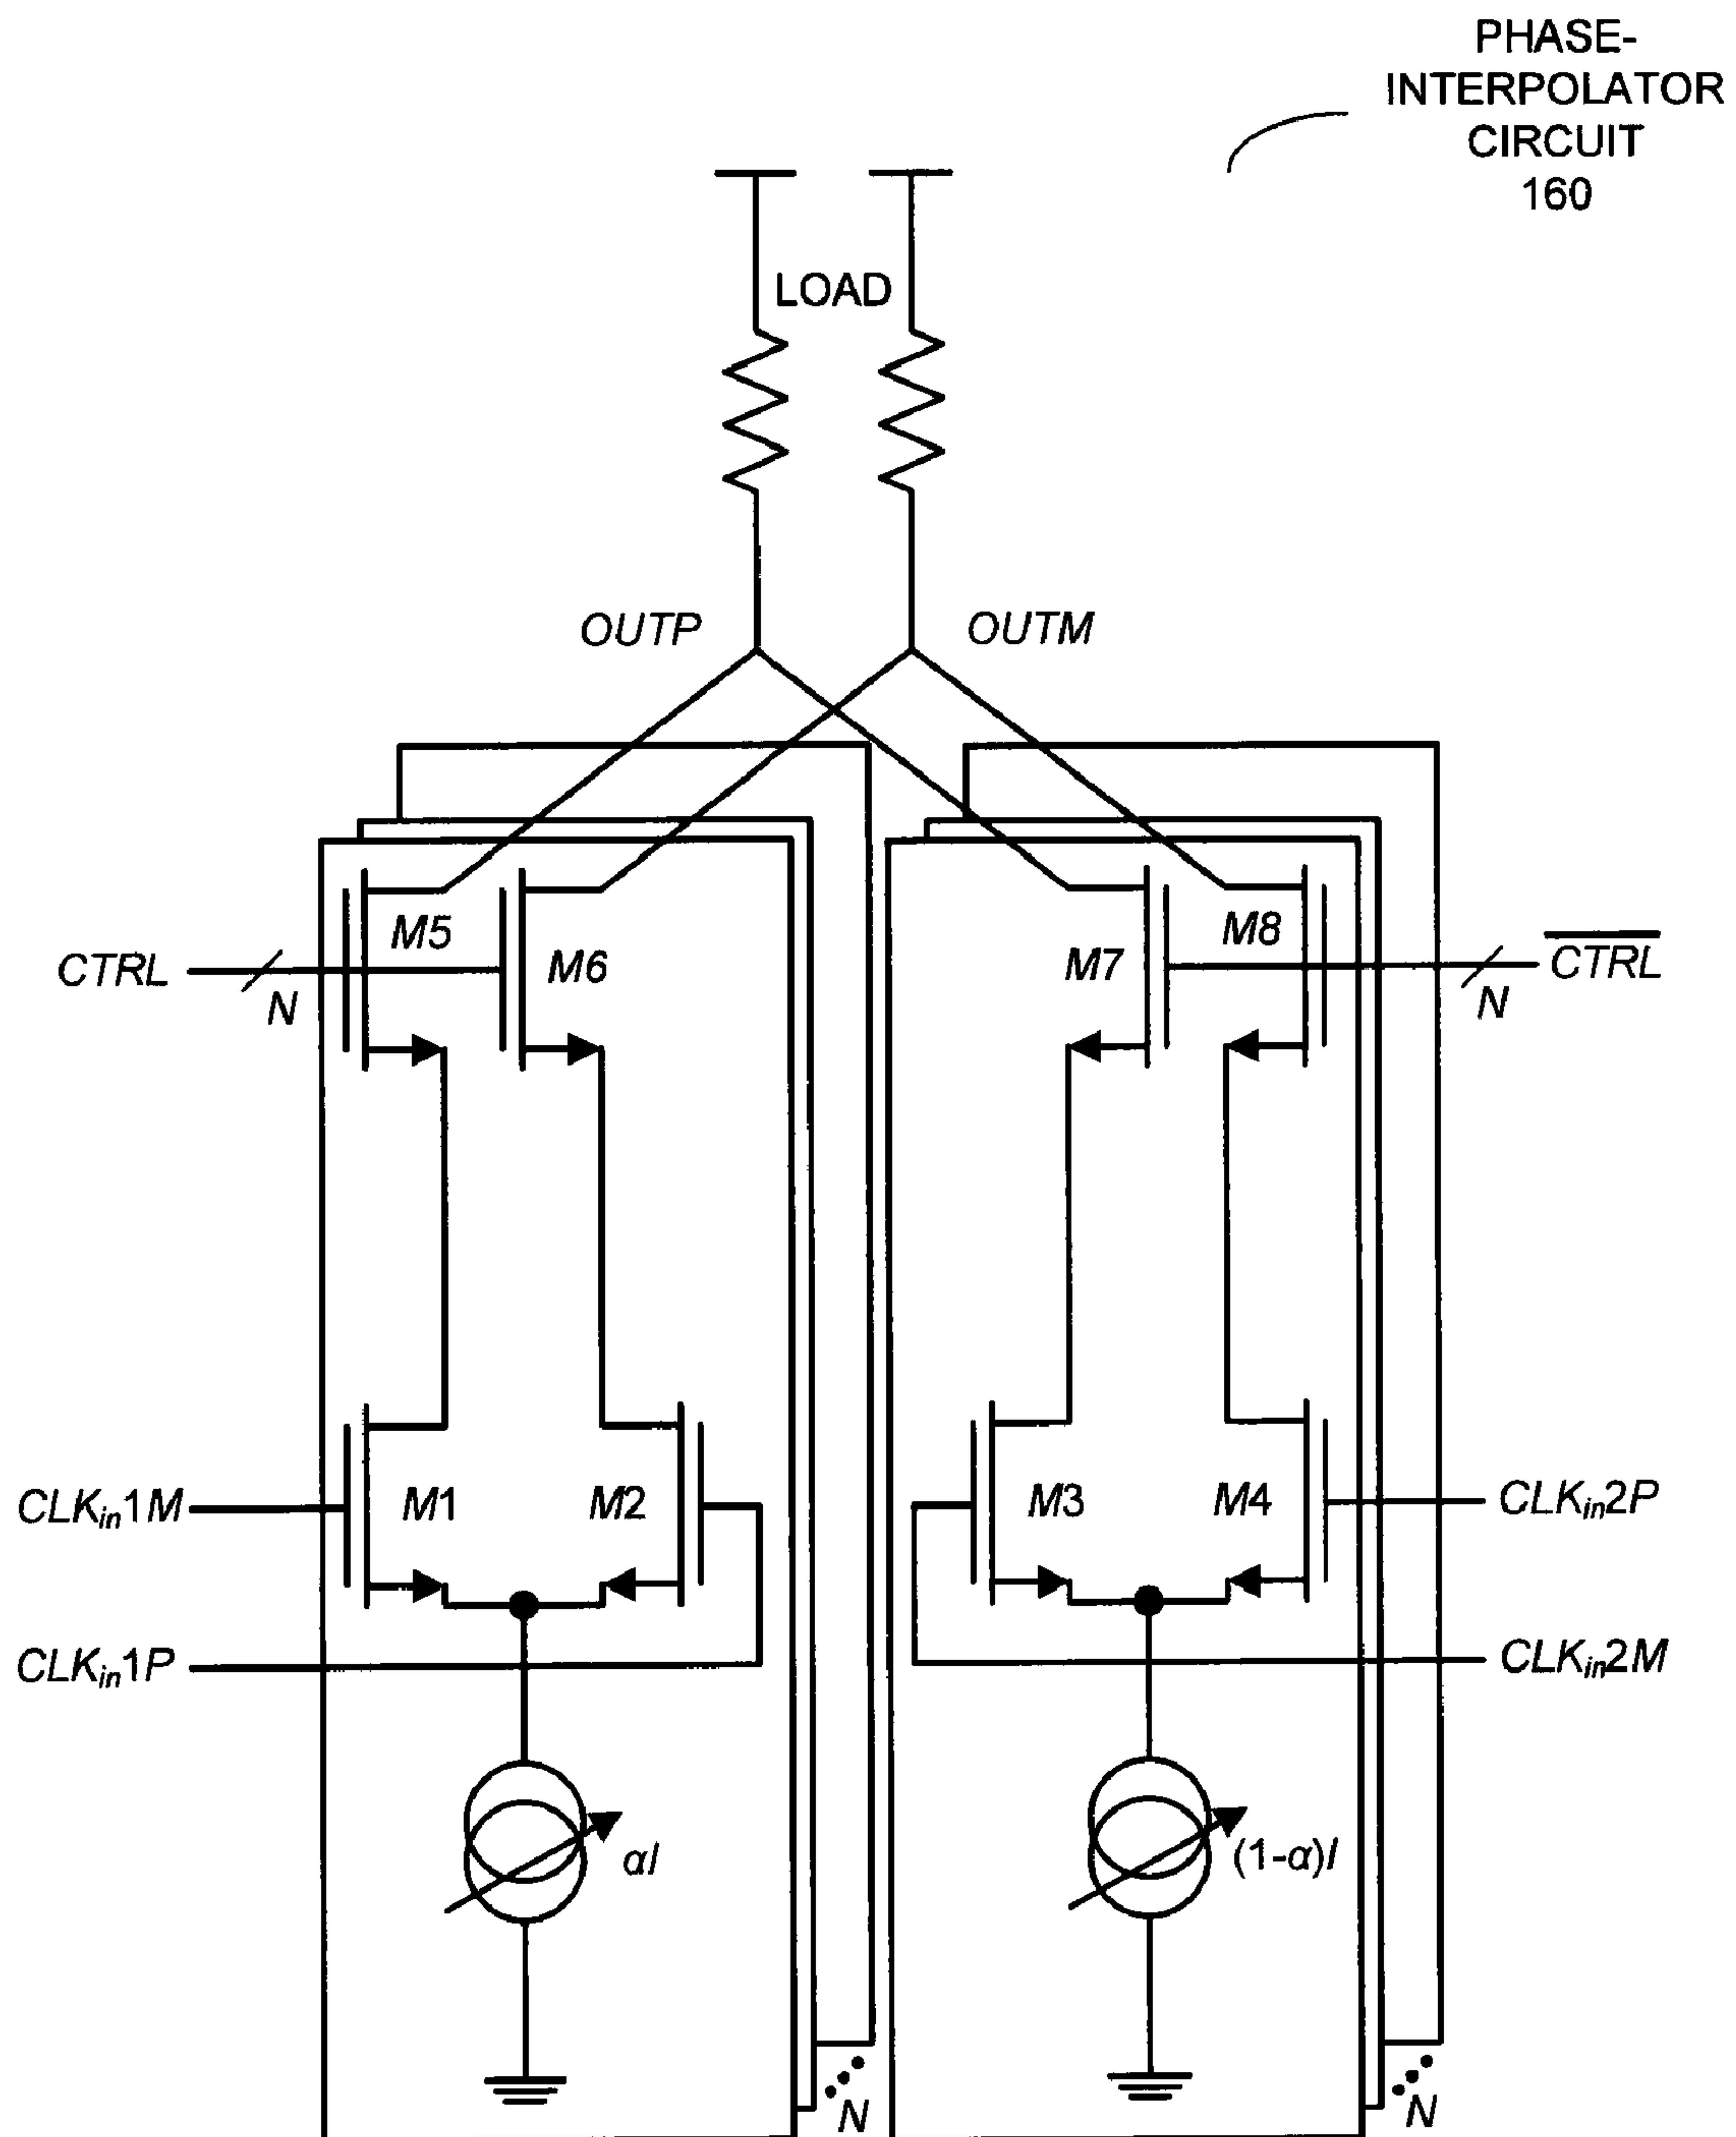 PHASE-
INTERPOLATOR
CIRCUIT
160
LOAD
OUTP
OUTM
M5
M6
M7
M8
CTRL
N
C̅T̅R̅L̅
N
CLKin1M
M1
M2
M3
M4
CLKin2P
CLKin1P
CLKin2M
αI
(1-α)I
N
N